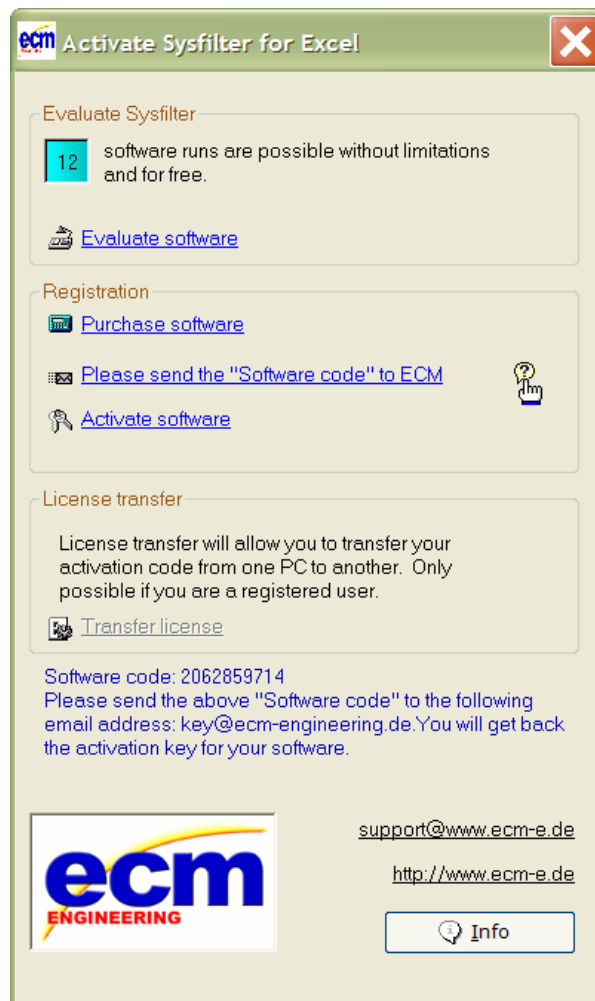 ecm Activate Sysfilter for Excel
Evaluate Sysfilter
12
software runs are possible without limitations
and for free.
Evaluate software
Registration
Purchase software
Please send the "Software code" to ECM
Activate software
License transfer
License transfer will allow you to transfer your
activation code from one PC to another. Only
possible if you are a registered user.
Transfer license
Software code: 2062859714
Please send the above "Software code" to the following
email address: key@ecm-engineering.de.You will get back
the activation key for your software.
ecm
ENGINEERING
support@www.ecm-e.de
http://www.ecm-e.de
Info